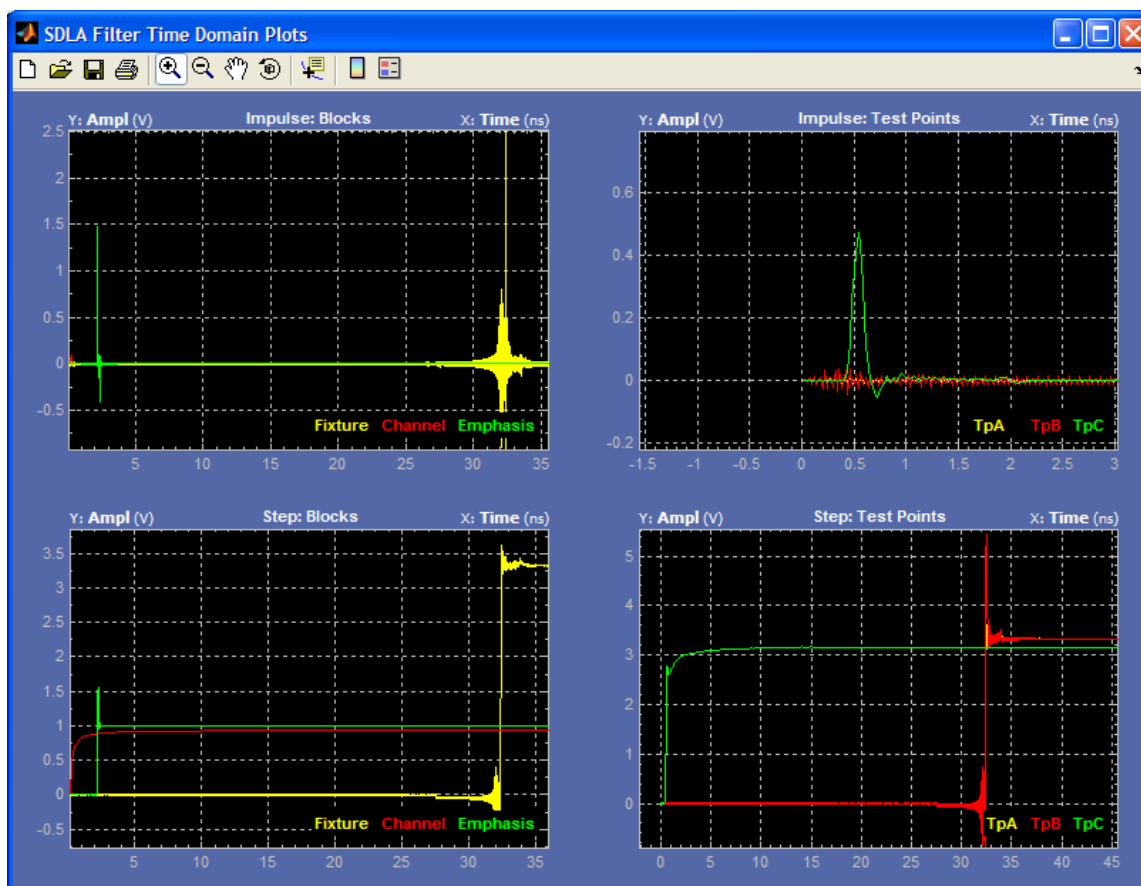 SDLA Filter Time Domain Plots
Y: Ampl (V) Impulse: Blocks X: Time (ns)
2.5
2
1.5
1
0.5
0
-0.5
Fixture Channel Emphasis
5 10 15 20 25 30 35
Y: Ampl (V) Impulse: Test Points X: Time (ns)
0.6
0.4
0.2
0
-0.2
TpA TpB TpC
-1.5 -1 -0.5 0 0.5 1 1.5 2 2.5 3
Y: Ampl (V) Step: Blocks X: Time (ns)
3.5
3
2.5
2
1.5
1
0.5
0
-0.5
Fixture Channel Emphasis
5 10 15 20 25 30 35
Y: Ampl (V) Step: Test Points X: Time (ns)
5
4
3
2
1
0
TpA TpB TpC
0 5 10 15 20 25 30 35 40 45